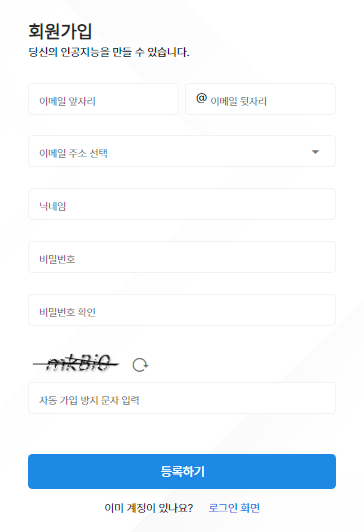 회원가입
당신의 인공지능을 만들 수 있습니다.
이메일 앞자리 @ 이메일 뒷자리
이메일 주소 선택
닉네임
비밀번호
비밀번호 확인
자동 가입 방지 문자 입력
등록하기
이미 계정이 있나요? 로그인 화면